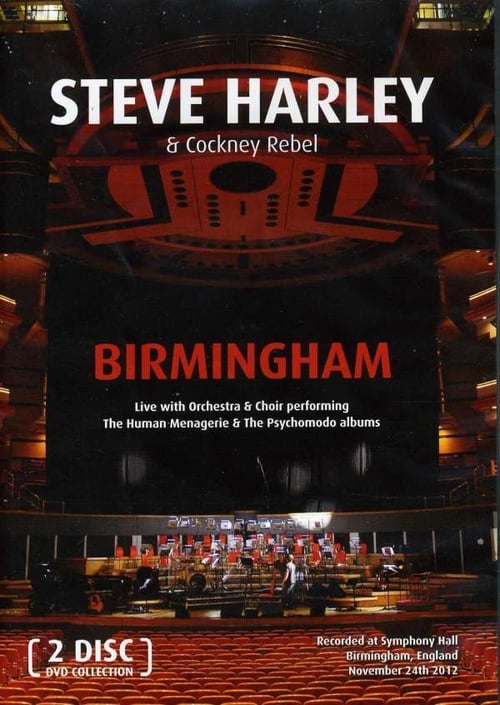 STEVE HARLEY
& Cockney Rebel
BIRMINGHAM
Live with Orchestra & Choir performing
The Human Menagerie & The Psychomodo albums
[ 2 DISC ]
DVD COLLECTION
Recorded at Symphony Hall
Birmingham, England
November 24th 2012